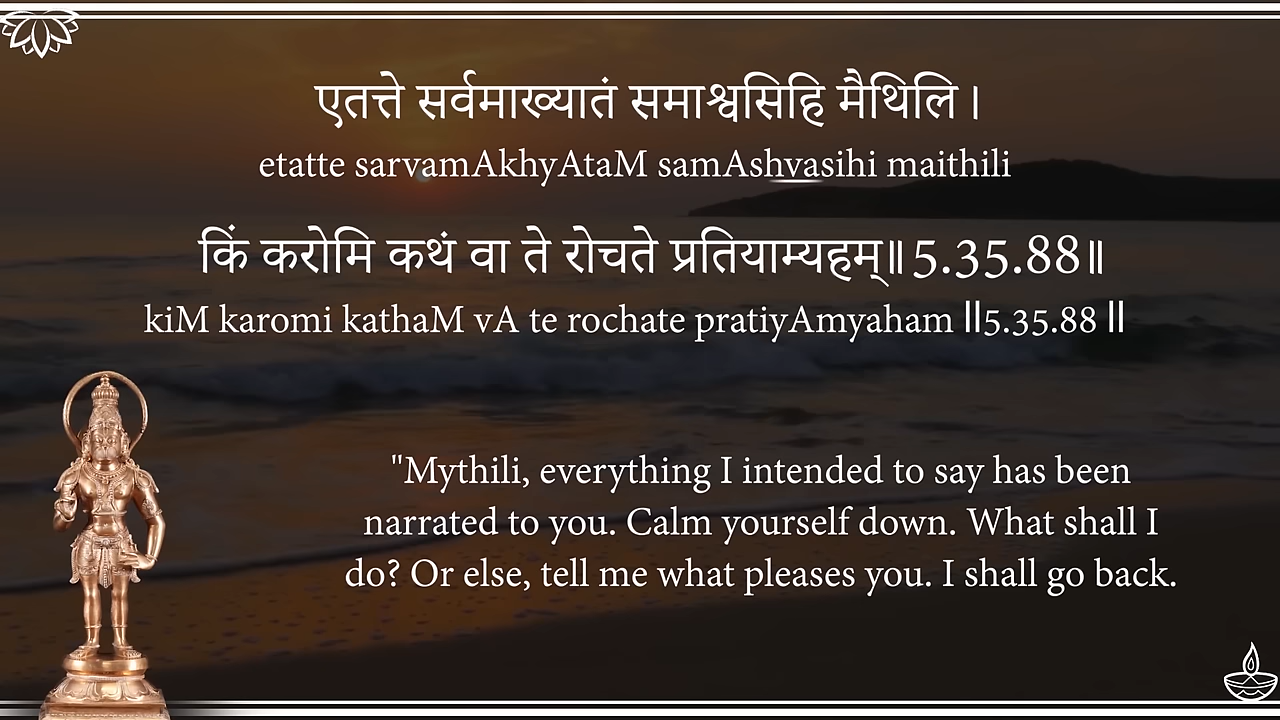 एतत्ते सर्वमाख्यातं समाश्वसिहि मैथिलि।
etatte sarvamAkhyAtaM samAshvasihi maithili
किं करोमि कथं वा ते रोचते प्रतियाम्यहम्॥5.35.88॥
kiM karomi kathaM vA te rochate pratiyAmyaham ||5.35.88 ||
"Mythili, everything I intended to say has been
narrated to you. Calm yourself down. What shall I
do? Or else, tell me what pleases you. I shall go back.